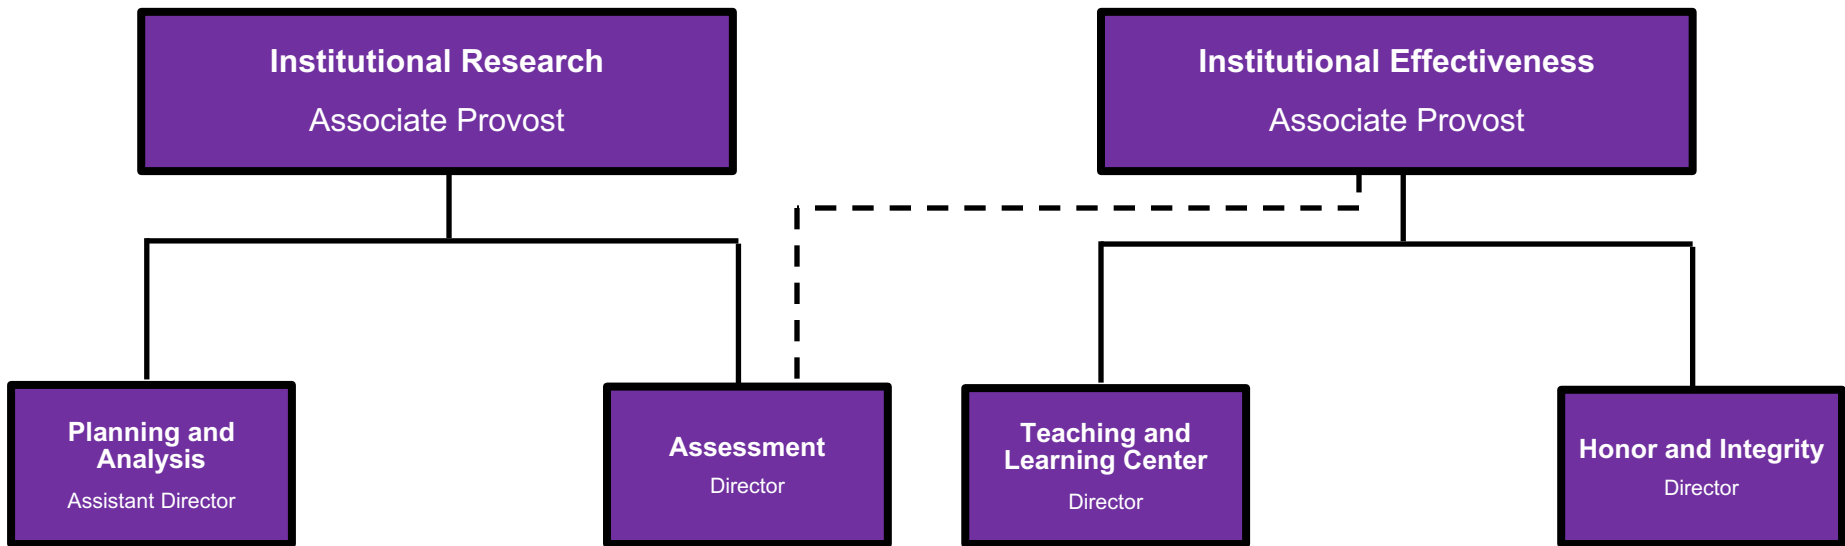 Institutional Research
Associate Provost
Institutional Effectiveness
Associate Provost
Planning and
Analysis
Assistant Director
Assessment
Director
Teaching and
Learning Center
Director
Honor and Integrity
Director